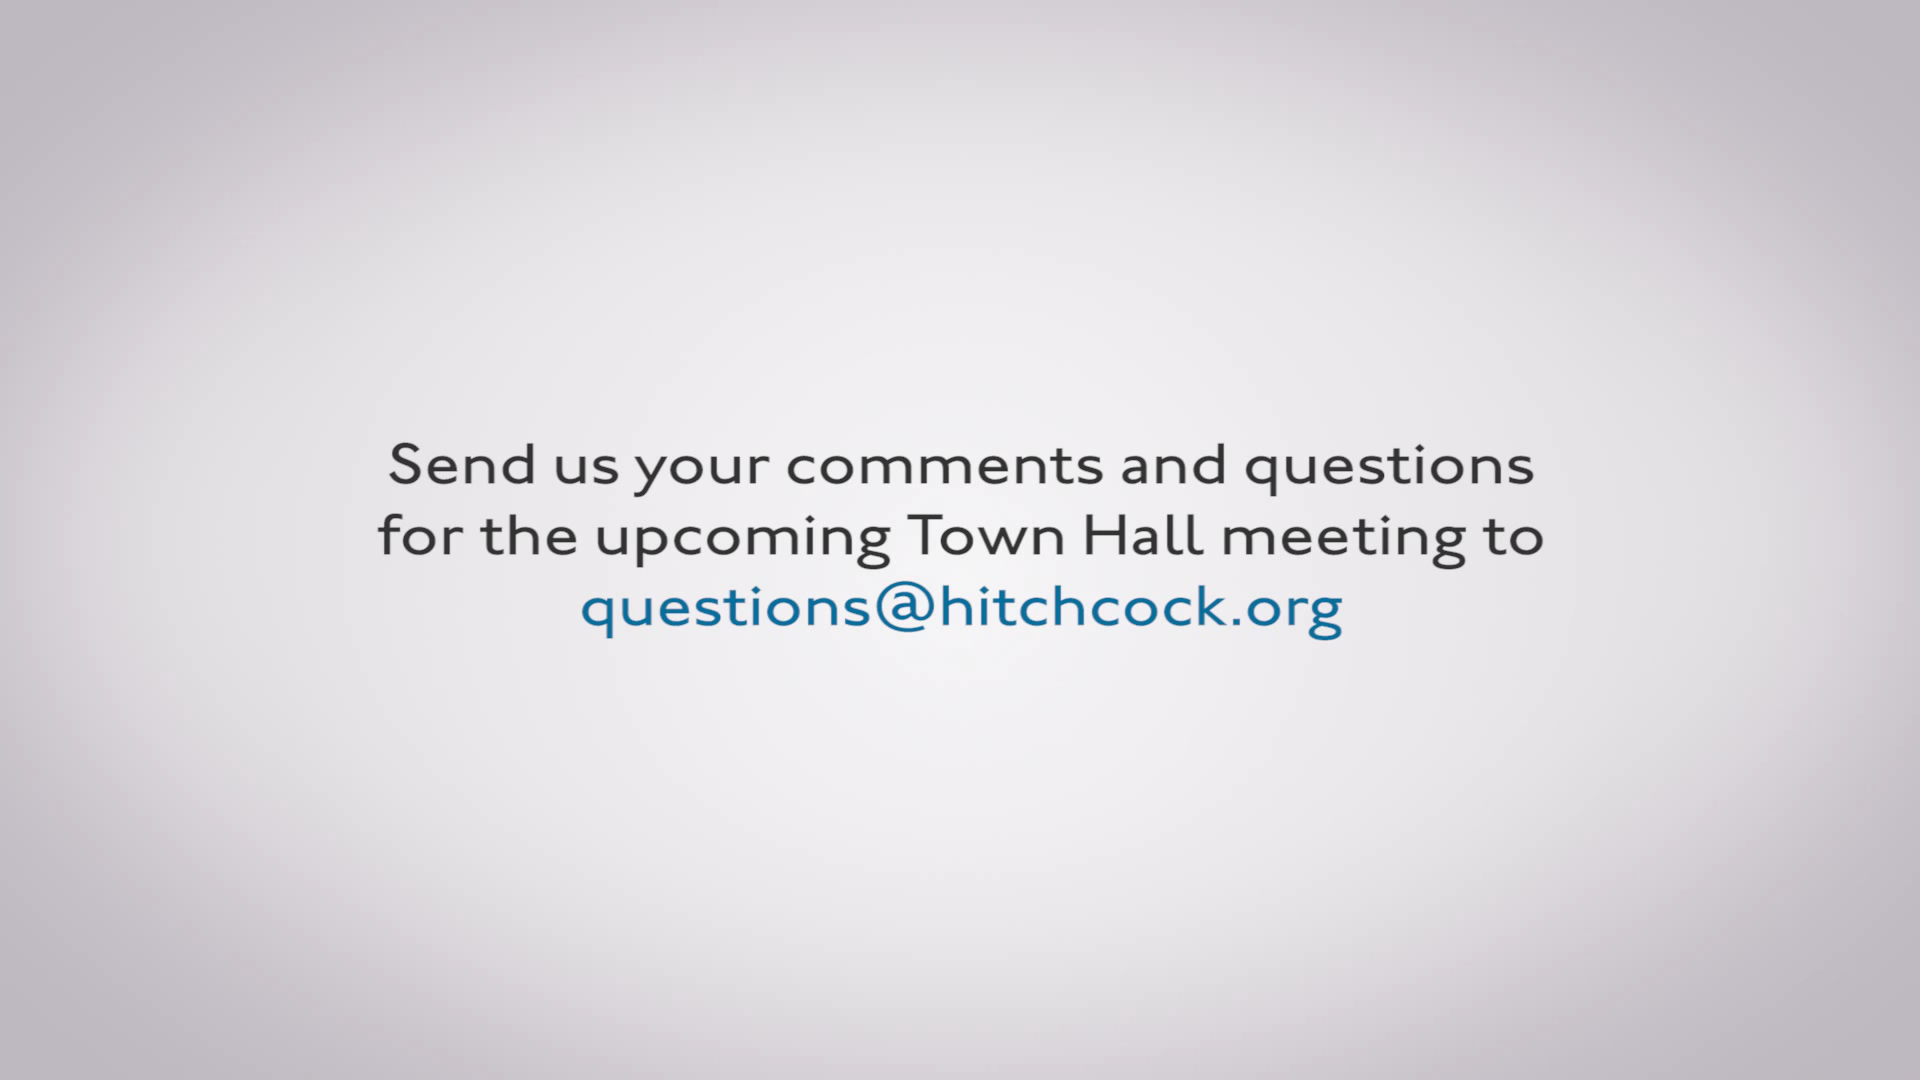 Send us your comments and questions
for the upcoming Town Hall meeting to
questions@hitchcock.org